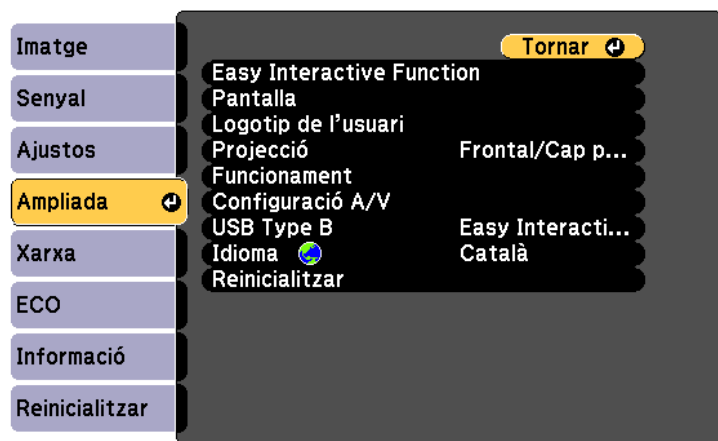 Imatge
Senyal
Ajustos
Ampliada
Xarxa
ECO
Informació
Reinicialitzar
Tornar
Easy Interactive Function
Pantalla
Logotip de l'usuari
Projecció Frontal/Cap p...
Funcionament
Configuració A/V
USB Type B Easy Interacti...
Idioma Català
Reinicialitzar